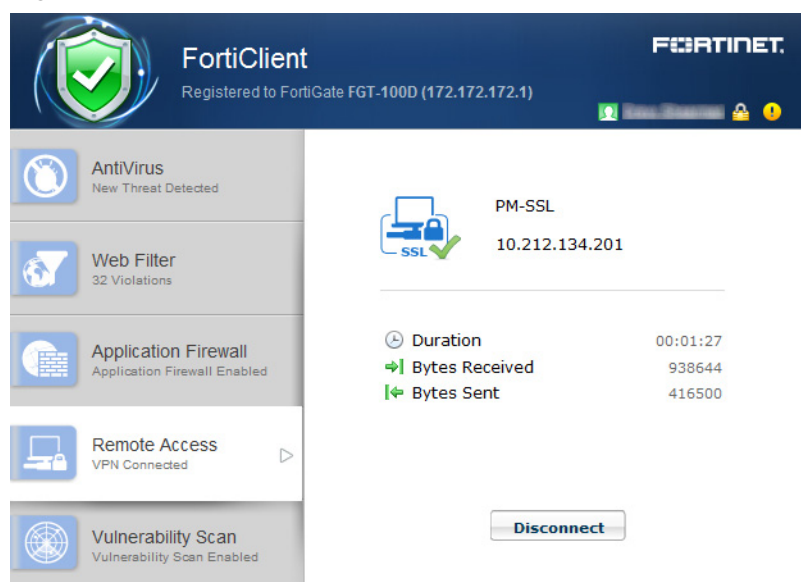 FortiClient
FORTINET.
Registered to FortiGate FGT-100D (172.172.172.1)
AntiVirus
New Threat Detected
Web Filter
32 Violations
Application Firewall
Application Firewall Enabled
Remote Access
VPN Connected
Vulnerability Scan
Vulnerability Scan Enabled
SSL
PM-SSL
10.212.134.201
Duration 00:01:27
Bytes Received 938644
Bytes Sent 416500
Disconnect